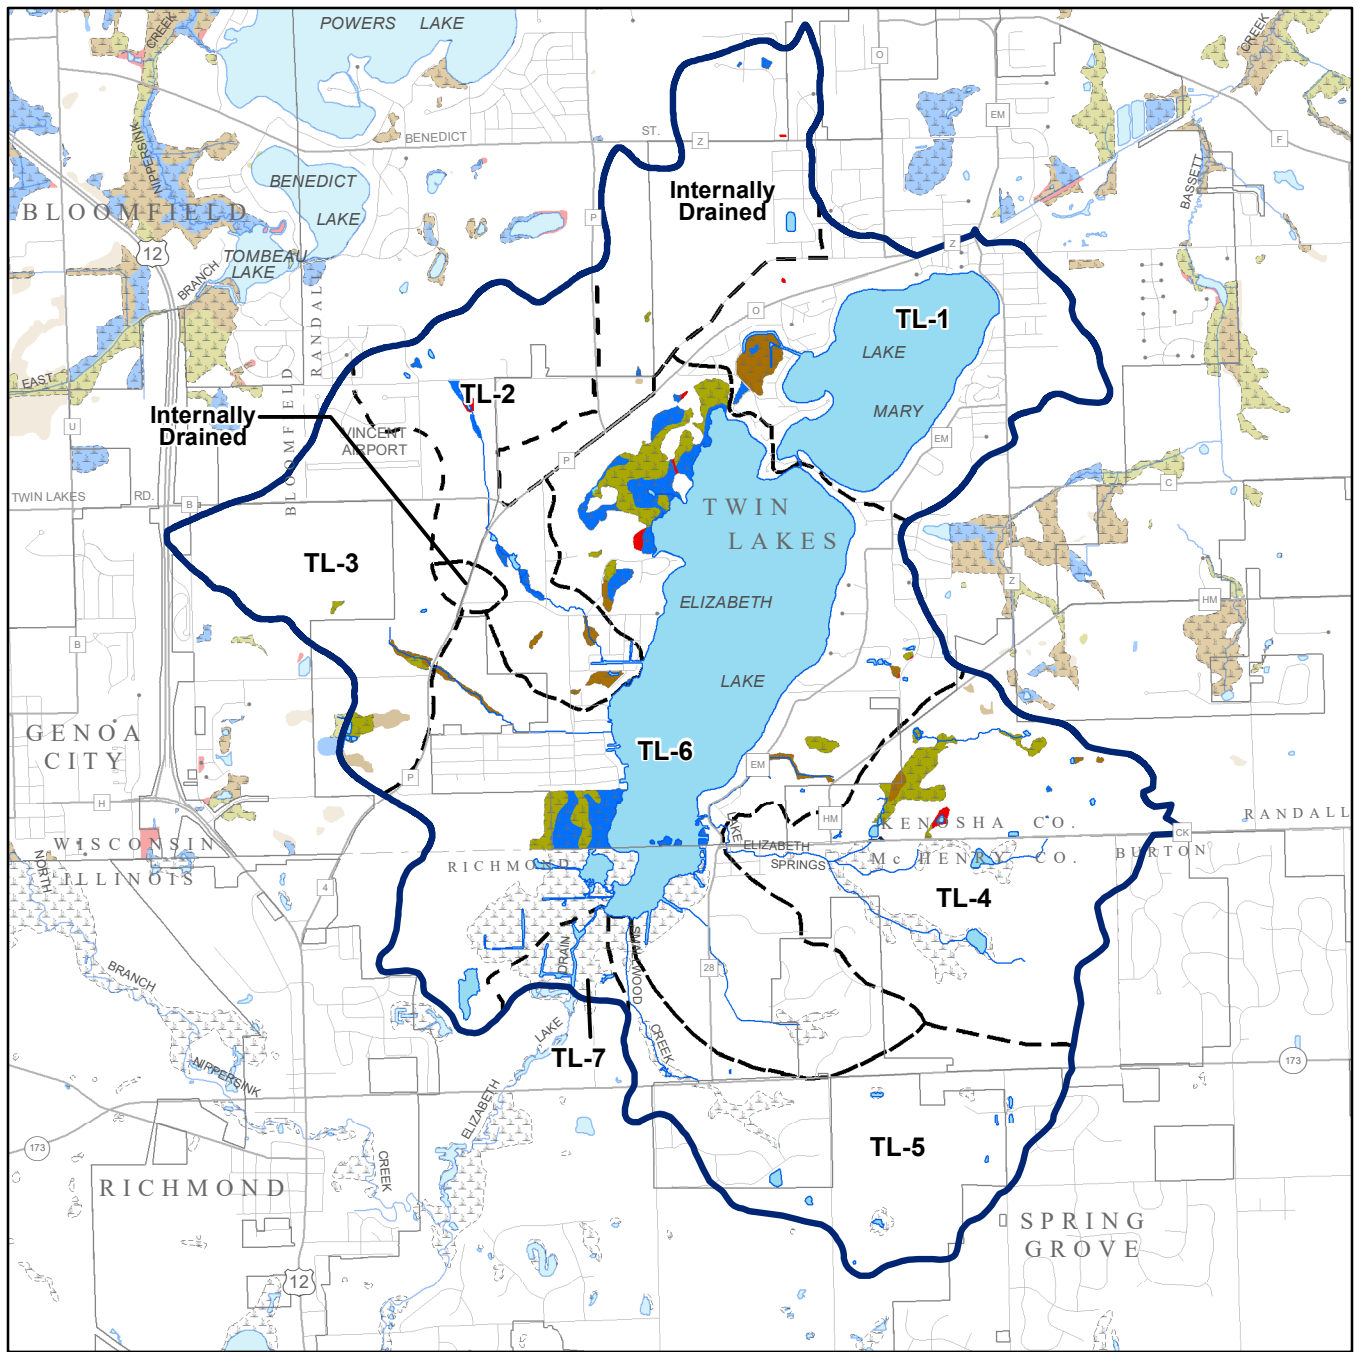 POWERS LAKE
CREEK
CREEK
O
EM
F
BENEDICT
ST.
Z
NIPPERSINK
BENEDICT
LAKE
Internally
Drained
BASSETT
BLOOMFIELD
P
12
TOMBEAU
LAKE
Z
BRANCH
RANDALL
O
TL-1
LAKE
EAST
MARY
TL-2
Internally
Drained
U
VINCENT
AIRPORT
EM
BLOOMFIELD
P
TWIN LAKES
RD.
B
C
TWIN
LAKES
TL-3
Z
ELIZABETH
HM
B
LAKE
GENOA
CITY
TL-6
EM
P
H
HM
KENOSHA CO.
RANDALL
CK
LAKE
ELIZABETH
SPRINGS
WISCONSIN
ILLINOIS
NORTH
RICHMOND
Mc HENRY CO.
BURTON
4
TL-4
DRAIN
SMALLWOOD
28
BRANCH
LAKE
CREEK
TL-7
173
NIPPERSINK
ELIZABETH
173
TL-5
CREEK
RICHMOND
SPRING
GROVE
12